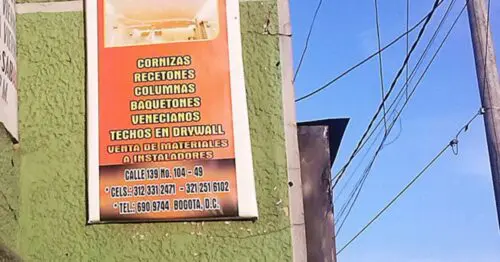 CORNIZAS
RECETONES
COLUMNAS
BAQUETONES
VENECIANOS
TECHOS EN DRYWALL
VENTA DE MATERIALES
A INSTALADORES
CALLE 139 No. 104 - 49
* CELS.: 312 331 2471 - 321 251 6102
* TEL.: 690 9744 BOGOTA, D.C.